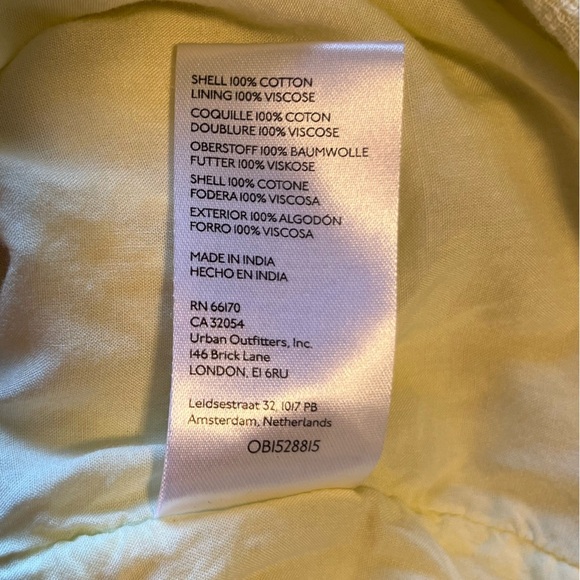 SHELL 100% COTTON
LINING 100% VISCOSE
COQUILLE 100% COTON
DOUBLURE 100% VISCOSE
OBERSTOFF 100% BAUMWOLLE
FUTTER 100% VISKOSE
SHELL 100% COTONE
FODERA 100% VISCOSA
EXTERIOR 100% ALGODÓN
FORRO 100% VISCOSA
MADE IN INDIA
HECHO EN INDIA
RN 66170
CA 32054
Urban Outfitters, Inc.
146 Brick Lane
LONDON, E1 6RU
Leidsestraat 32, 1017 PB
Amsterdam, Netherlands
OB1528815